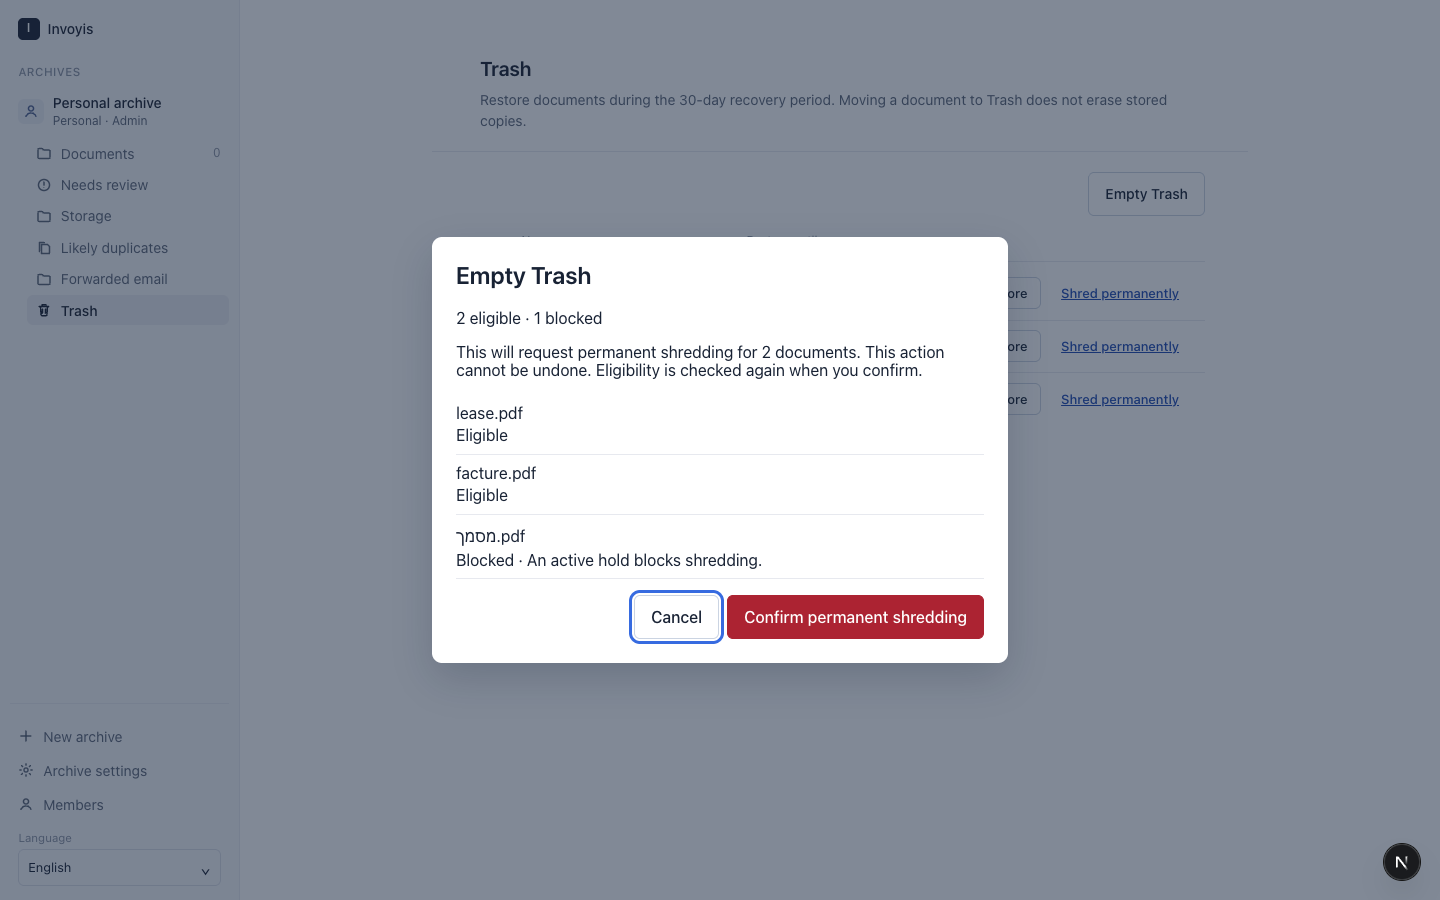 I Invoyis
ARCHIVES
Personal archive
Personal · Admin
Documents 0
Needs review
Storage
Likely duplicates
Forwarded email
Trash
New archive
Archive settings
Members
Language
English
Trash
Restore documents during the 30-day recovery period. Moving a document to Trash does not erase stored
copies.
Empty Trash
ore Shred permanently
ore Shred permanently
ore Shred permanently
Empty Trash
2 eligible · 1 blocked
This will request permanent shredding for 2 documents. This action
cannot be undone. Eligibility is checked again when you confirm.
lease.pdf
Eligible
facture.pdf
Eligible
מסמך.pdf
Blocked · An active hold blocks shredding.
Cancel Confirm permanent shredding
N